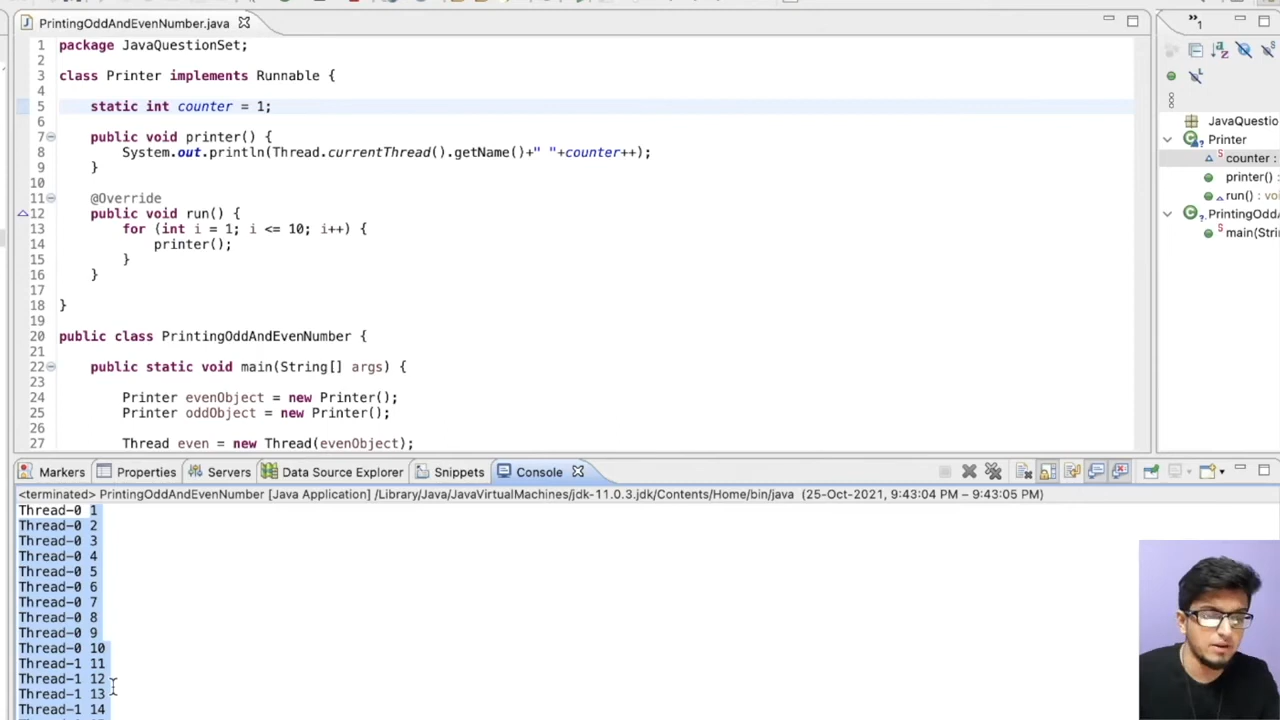 PrintingOddAndEvenNumber.java
1 package JavaQuestionSet;
2
3 class Printer implements Runnable {
4
5 static int counter = 1;
6
7 public void printer() {
8 System.out.println(Thread.currentThread().getName()+" "+counter++);
9 }
10
11 @Override
12 public void run() {
13 for (int i = 1; i <= 10; i++) {
14 printer();
15 }
16 }
17
18 }
19
20 public class PrintingOddAndEvenNumber {
21
22 public static void main(String[] args) {
23
24 Printer evenObject = new Printer();
25 Printer oddObject = new Printer();
26
27 Thread even = new Thread(evenObject);
JavaQuestio
Printer
counter :
printer() :
run() : voi
PrintingOddA
main(Stri
Markers Properties Servers Data Source Explorer Snippets Console
<terminated> PrintingOddAndEvenNumber [Java Application] /Library/Java/JavaVirtualMachines/jdk-11.0.3.jdk/Contents/Home/bin/java (25-Oct-2021, 9:43:04 PM – 9:43:05 PM)
Thread-0 1
Thread-0 2
Thread-0 3
Thread-0 4
Thread-0 5
Thread-0 6
Thread-0 7
Thread-0 8
Thread-0 9
Thread-0 10
Thread-1 11
Thread-1 12
Thread-1 13
Thread-1 14